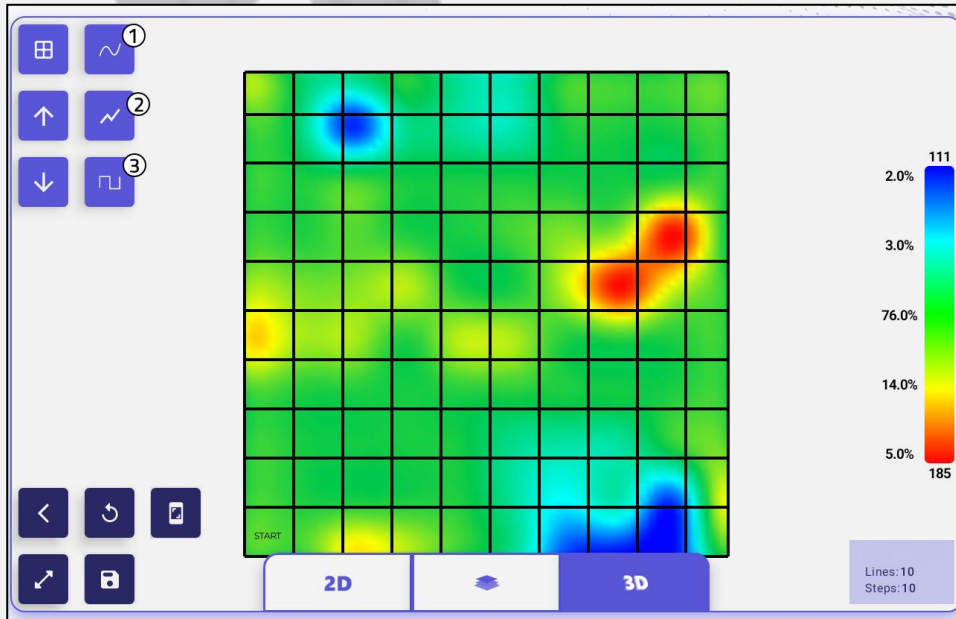 ①
②
③
111
2.0%
3.0%
76.0%
14.0%
5.0%
185
START
2D
3D
Lines:10
Steps:10